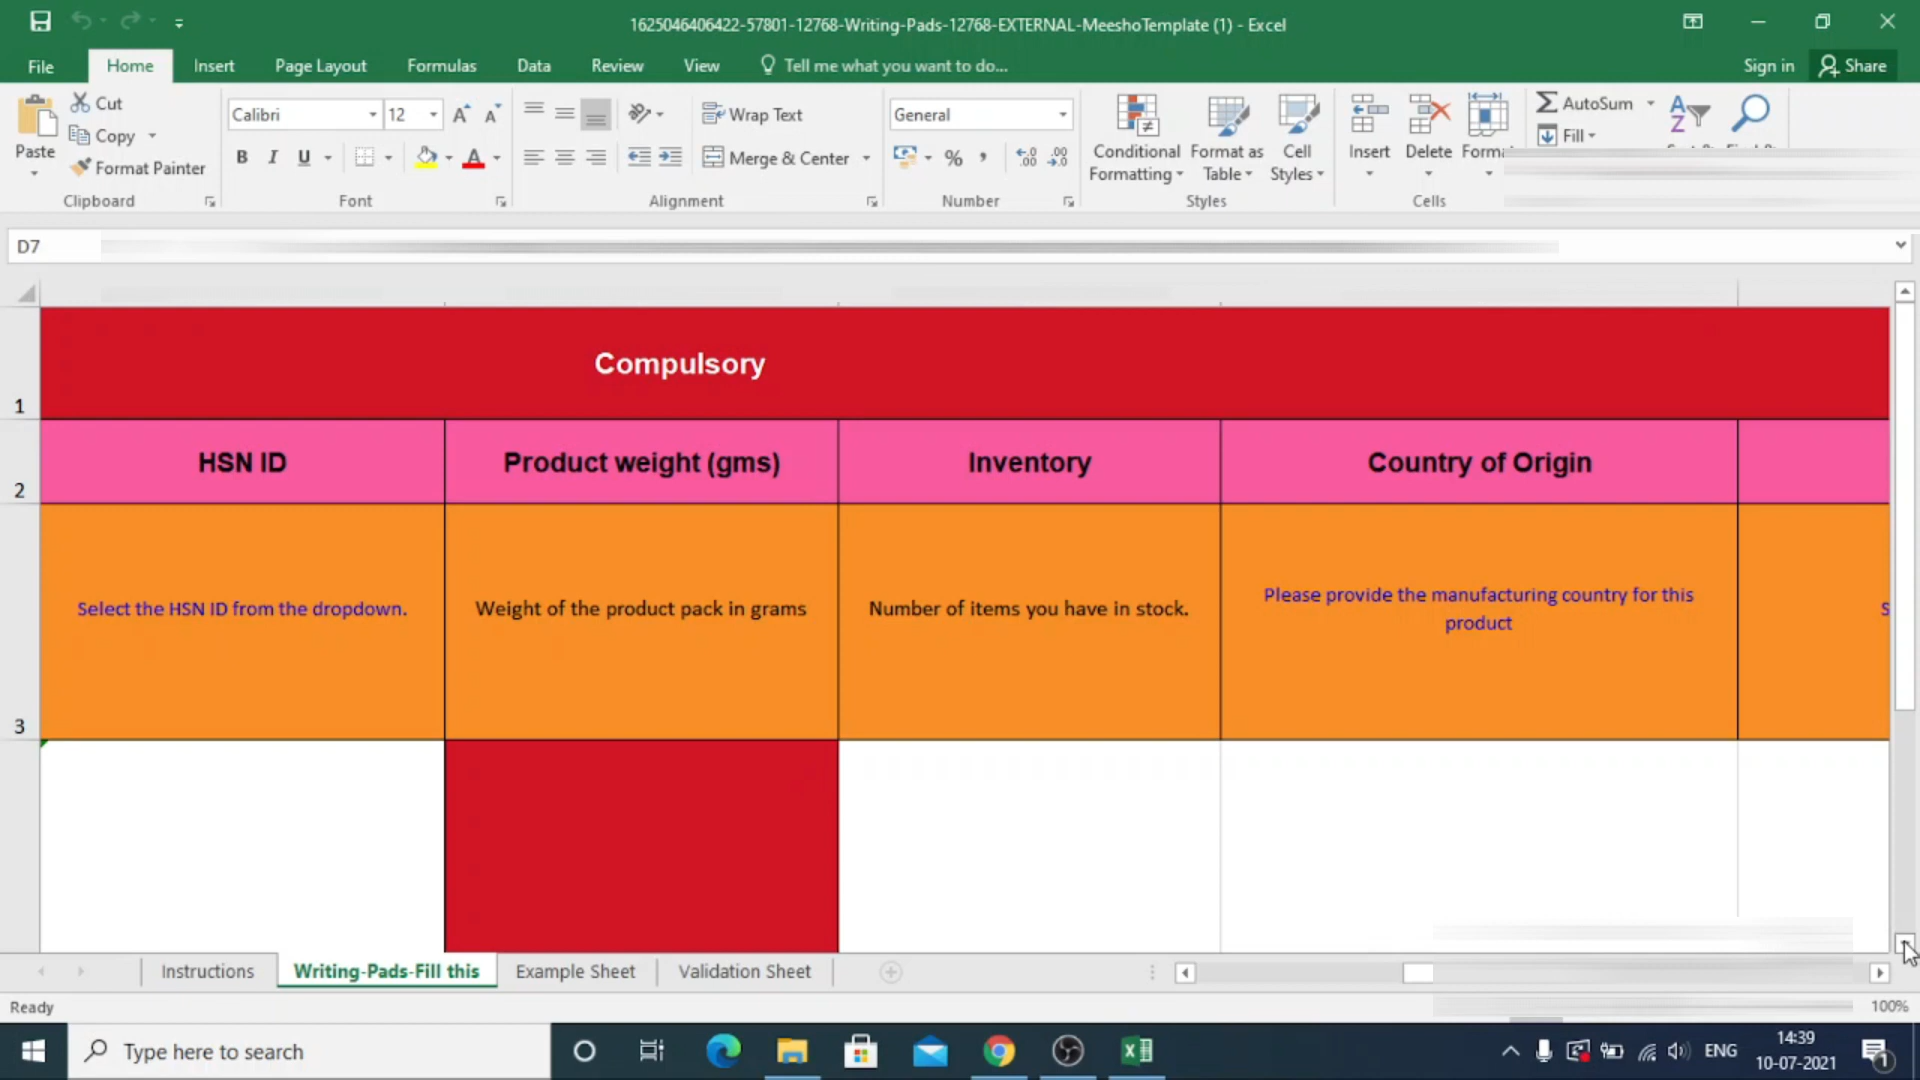 1625046406422-57801-12768-Writing-Pads-12768-EXTERNAL-MeeshoTemplate (1) - Excel
File Home Insert Page Layout Formulas Data Review View Tell me what you want to do... Sign in Share
Cut
Copy
Format Painter
Paste
Clipboard
Calibri 12
B I U
Font
Wrap Text
Merge & Center
Alignment
General
%
Number
Conditional Formatting
Format as Table
Cell Styles
Styles
Insert Delete
Cells
AutoSum
Fill
D7
Compulsory
1
HSN ID Product weight (gms) Inventory Country of Origin
2
Select the HSN ID from the dropdown. Weight of the product pack in grams Number of items you have in stock. Please provide the manufacturing country for this
product
3
Instructions Writing-Pads-Fill this Example Sheet Validation Sheet
Ready 100%
Type here to search ENG 14:39
10-07-2021
1